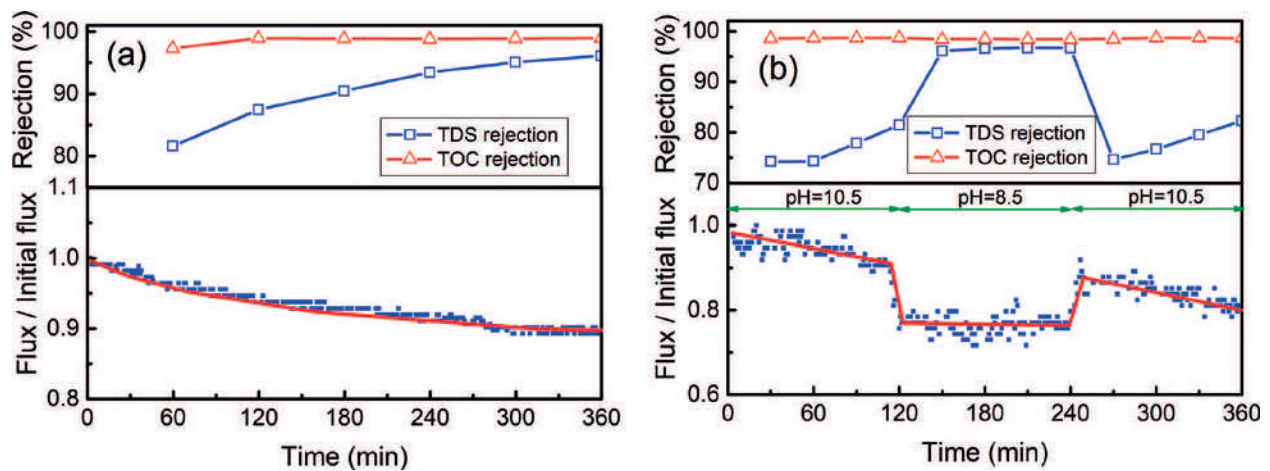 (a)
Rejection (%)
100
90
80
TDS rejection
TOC rejection
Flux / Initial flux
1.1
1.0
0.9
0.8
0 60 120 180 240 300 360
Time (min)
(b)
Rejection (%)
100
90
80
70
TDS rejection
TOC rejection
pH=10.5 pH=8.5 pH=10.5
Flux / Initial flux
1.0
0.8
0.6
0 60 120 180 240 300 360
Time (min)